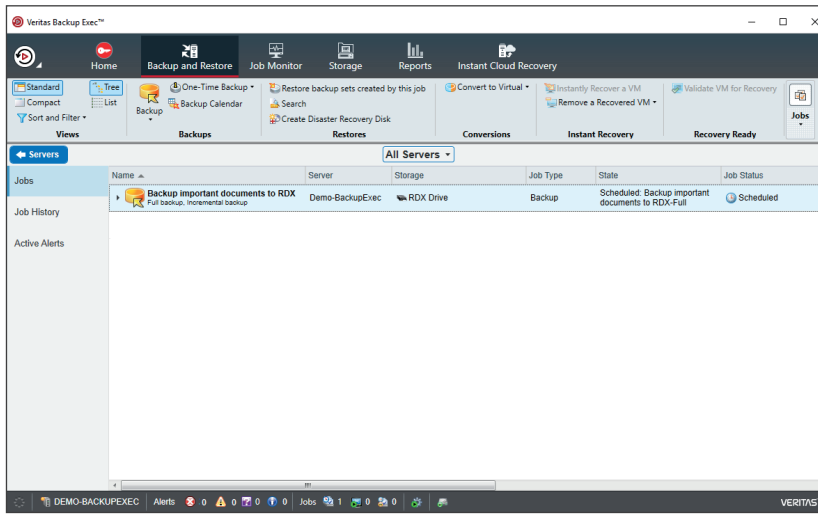 Veritas Backup Exec™
Home
Backup and Restore
Job Monitor
Storage
Reports
Instant Cloud Recovery
Standard
Compact
Sort and Filter
Tree
List
Views
Backup
One-Time Backup
Backup Calendar
Backups
Restore backup sets created by this job
Search
Create Disaster Recovery Disk
Restores
Convert to Virtual
Conversions
Instantly Recover a VM
Remove a Recovered VM
Instant Recovery
Validate VM for Recovery
Recovery Ready
Jobs
Servers
All Servers
Jobs
Job History
Active Alerts
Name Server Storage Job Type State Job Status
Backup important documents to RDX
Full backup, Incremental backup
Demo-BackupExec
RDX Drive
Backup
Scheduled: Backup important
documents to RDX-Full
Scheduled
DEMO-BACKUPEXEC Alerts 0 0 0 0 Jobs 1 0 0
VERITAS